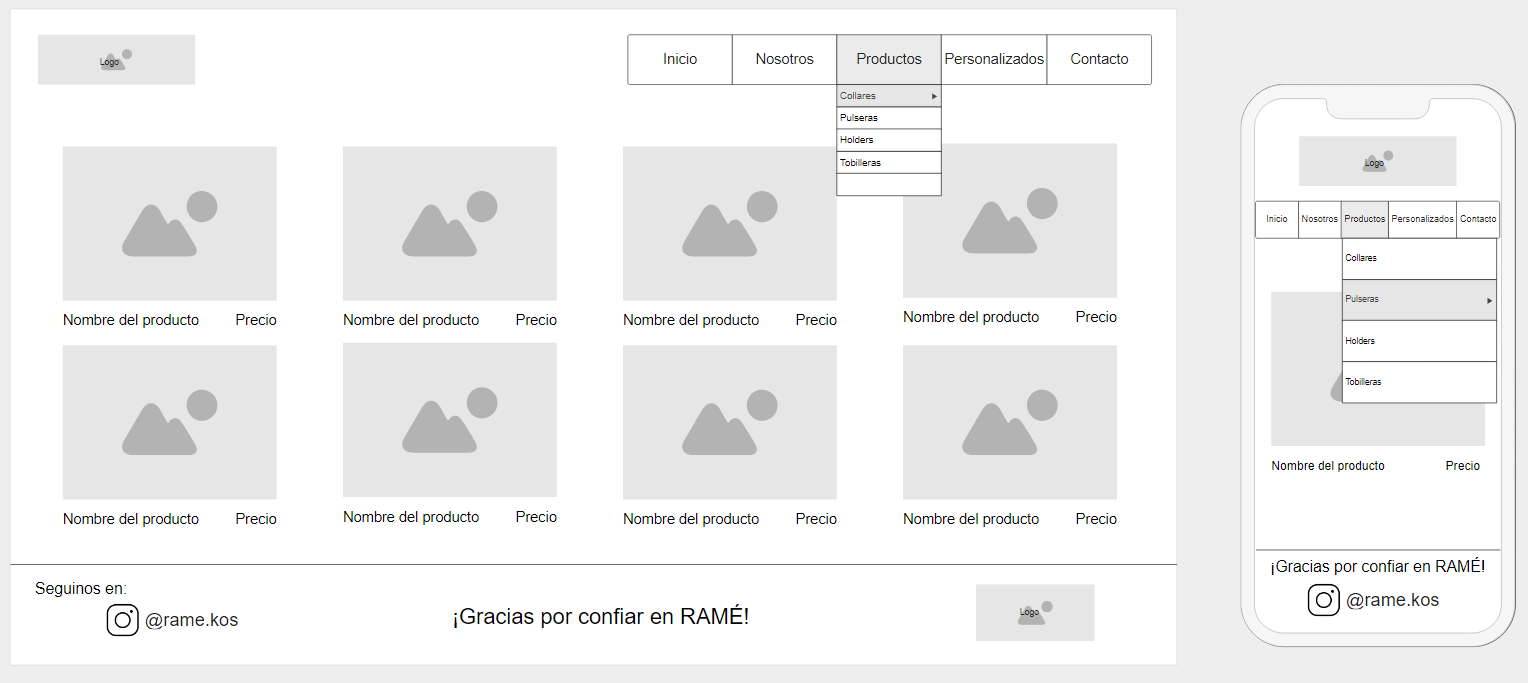 Logo
Inicio Nosotros Productos Personalizados Contacto
Collares
Pulseras
Holders
Tobilleras
Nombre del producto Precio Nombre del producto Precio Nombre del producto Precio Nombre del producto Precio
Nombre del producto Precio Nombre del producto Precio Nombre del producto Precio Nombre del producto Precio
Seguinos en:
@rame.kos
¡Gracias por confiar en RAMÉ!
Logo
Logo
Inicio Nosotros Productos Personalizados Contacto
Collares
Pulseras
Holders
Tobilleras
Nombre del producto Precio
¡Gracias por confiar en RAMÉ!
@rame.kos